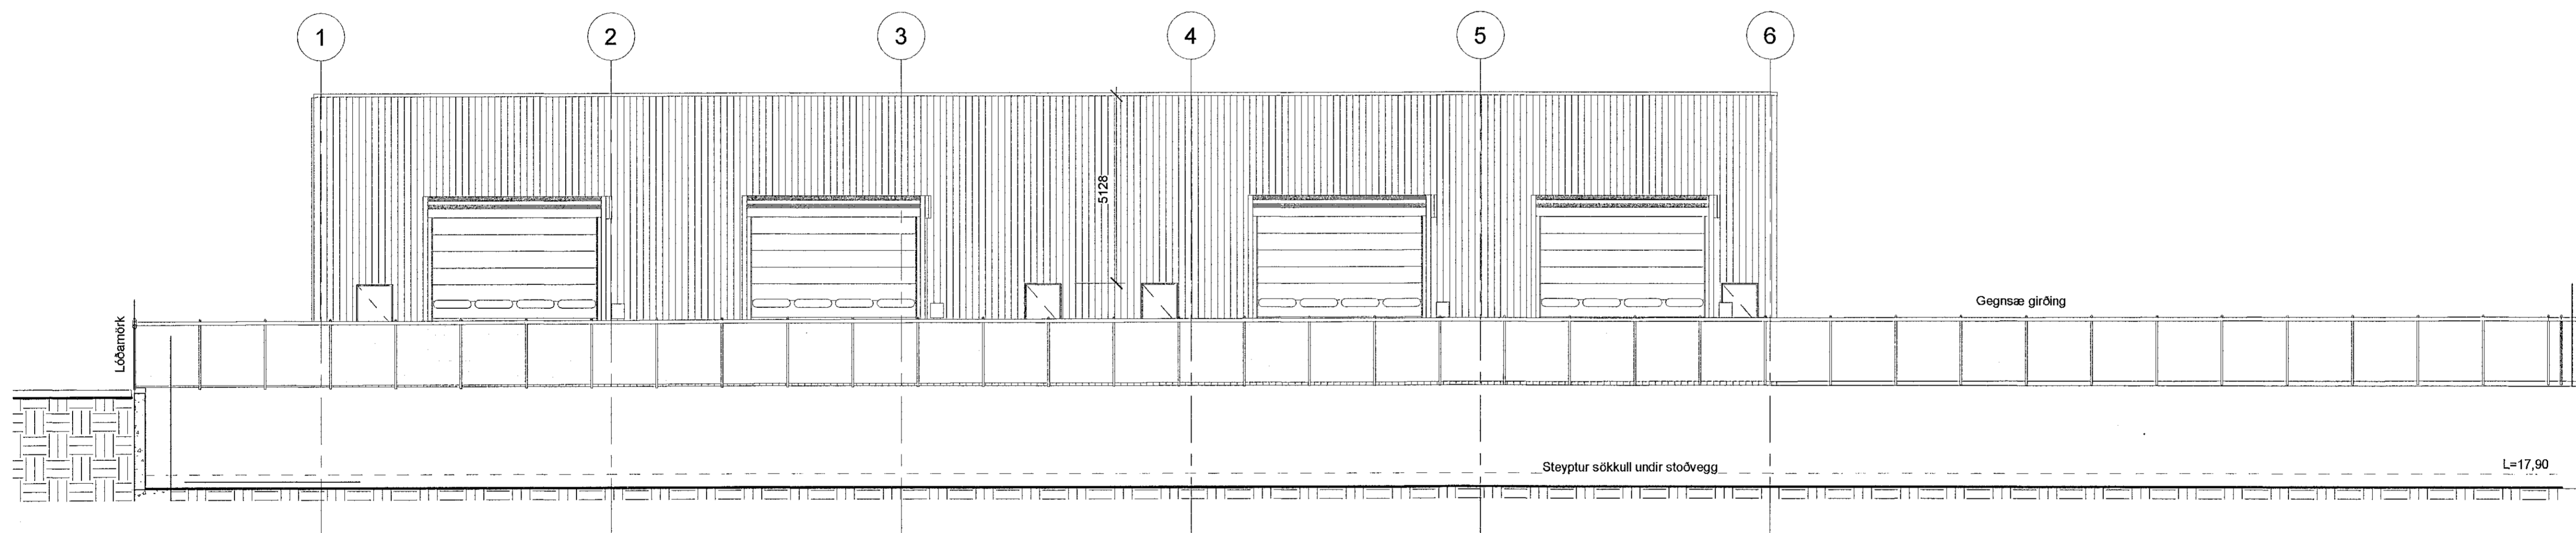 1
2
3
4
5
6
5128
Lóðamörk
Gegnsæ girðing
Steyptur sökkull undir stoðvegg
L=17,90